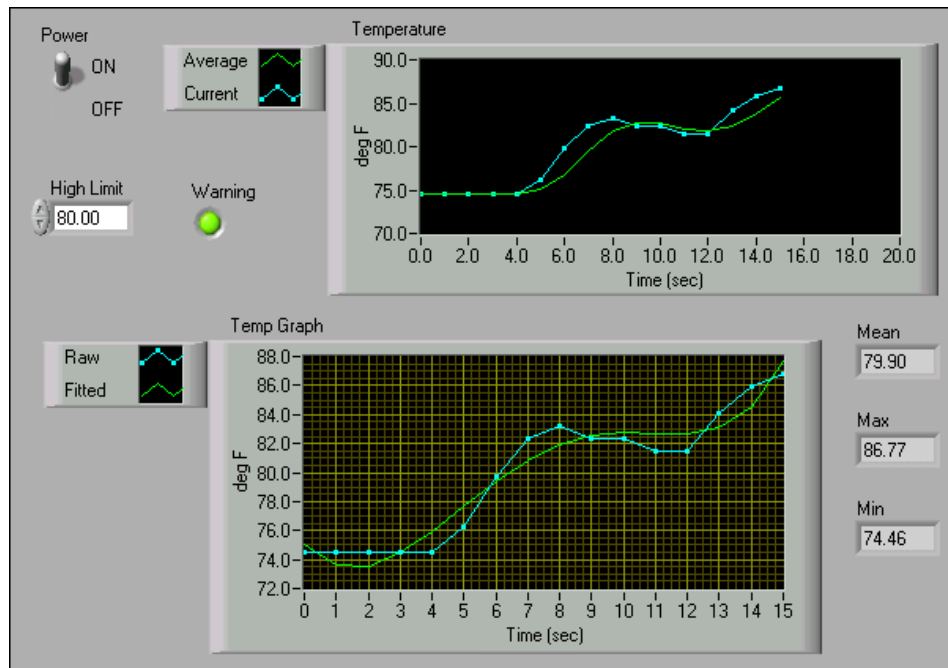 Power
ON
OFF
Average
Current
Temperature
90.0
85.0
80.0
75.0
70.0
deg F
0.0 2.0 4.0 6.0 8.0 10.0 12.0 14.0 16.0 18.0 20.0
Time (sec)
High Limit
80.00
Warning
Raw
Fitted
Temp Graph
88.0
86.0
84.0
82.0
80.0
78.0
76.0
74.0
72.0
deg F
0 1 2 3 4 5 6 7 8 9 10 11 12 13 14 15
Time (sec)
Mean
79.90
Max
86.77
Min
74.46